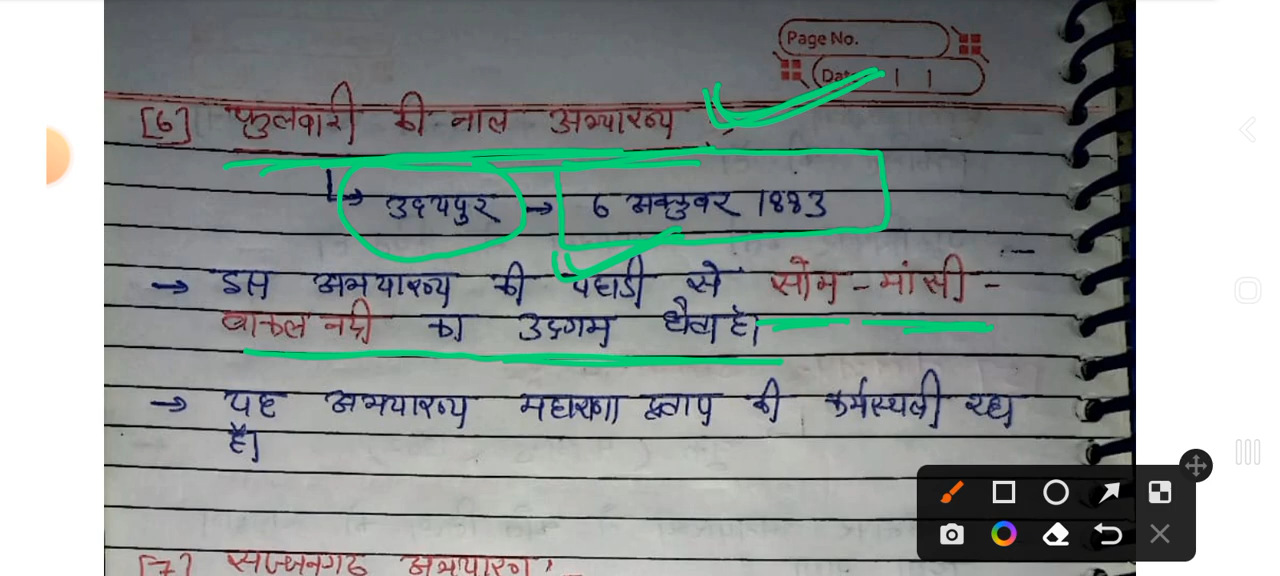 Page No.
Date
[6] फुलवारी की नाल अभ्यारण्य :
↳ उदयपुर → 6 अक्टुबर 1983
→ इस अभयारण्य की पहाडी से सोम - मांसी -
वाकल नदी का उद्गम होता है।
→ यह अभयारण्य महाराणा प्रताप की कर्मस्थली रहा
है।
[7] सज्जनगढ अभयारण्य :